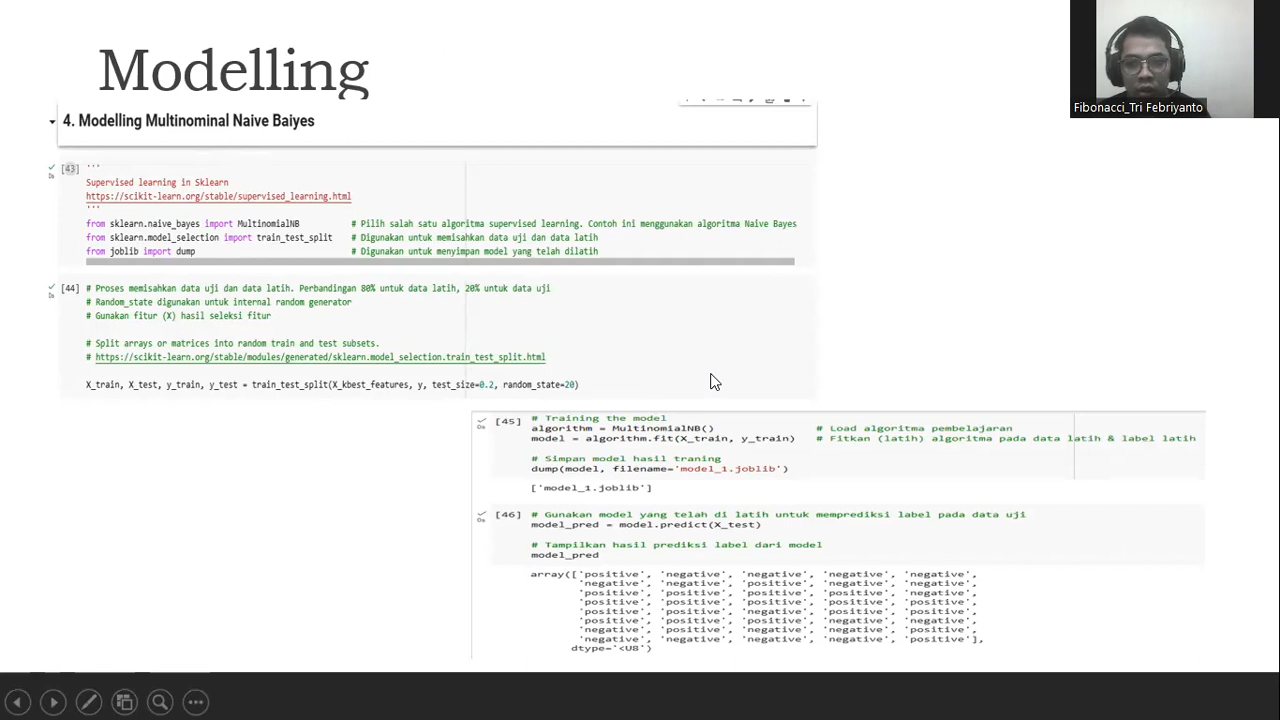 Modelling
Fibonacci_Tri Febriyanto
4. Modelling Multinominal Naive Baiyes
[43] '''
Supervised learning in Sklearn
https://scikit-learn.org/stable/supervised_learning.html
'''
from sklearn.naive_bayes import MultinomialNB # Pilih salah satu algoritma supervised learning. Contoh ini menggunakan algoritma Naive Bayes
from sklearn.model_selection import train_test_split # Digunakan untuk memisahkan data uji dan data latih
from joblib import dump # Digunakan untuk menyimpan model yang telah dilatih
[44] # Proses memisahkan data uji dan data latih. Perbandingan 80% untuk data latih, 20% untuk data uji
# Random_state digunakan untuk internal random generator
# Gunakan fitur (X) hasil seleksi fitur
# Split arrays or matrices into random train and test subsets.
# https://scikit-learn.org/stable/modules/generated/sklearn.model_selection.train_test_split.html
X_train, X_test, y_train, y_test = train_test_split(X_kbest_features, y, test_size=0.2, random_state=20)
[45] # Training the model
algorithm = MultinomialNB() # Load algoritma pembelajaran
model = algorithm.fit(X_train, y_train) # Fitkan (latih) algoritma pada data latih & label latih
# Simpan model hasil traning
dump(model, filename='model_1.joblib')
['model_1.joblib']
[46] # Gunakan model yang telah di latih untuk memprediksi label pada data uji
model_pred = model.predict(X_test)
# Tampilkan hasil prediksi label dari model
model_pred
array(['positive', 'negative', 'negative', 'negative', 'negative',
'negative', 'negative', 'positive', 'negative', 'negative',
'positive', 'positive', 'positive', 'positive', 'negative',
'positive', 'positive', 'positive', 'negative', 'positive',
'positive', 'positive', 'negative', 'positive', 'positive',
'positive', 'positive', 'positive', 'negative', 'negative',
'negative', 'positive', 'negative', 'negative', 'positive',
'negative', 'negative', 'negative', 'negative', 'positive'],
dtype='<U8')